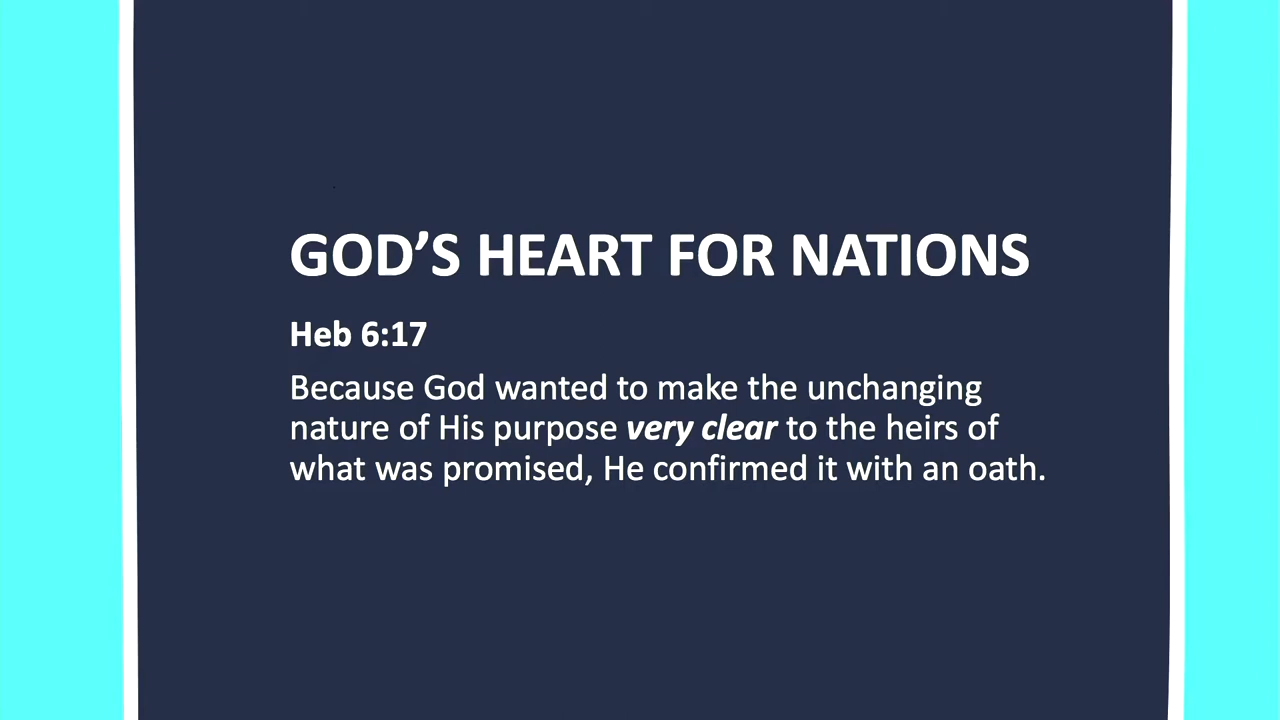 GOD’S HEART FOR NATIONS
Heb 6:17
Because God wanted to make the unchanging
nature of His purpose very clear to the heirs of
what was promised, He confirmed it with an oath.